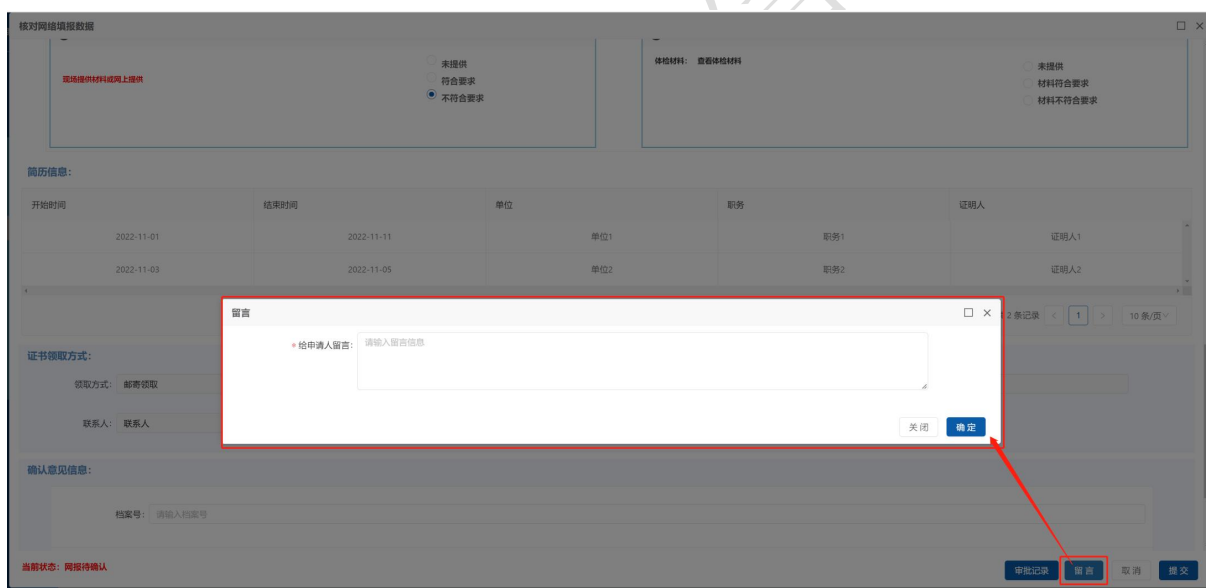 核对网络填报数据
未提供
现场提供材料或网上提供
符合要求
不符合要求
体检材料: 查看体检材料
未提供
材料符合要求
材料不符合要求
简历信息:
开始时间 结束时间 单位 职务 证明人
2022-11-01 2022-11-11 单位1 职务1 证明人1
2022-11-03 2022-11-05 单位2 职务2 证明人2
2 条记录 < 1 > 10 条/页
留言
* 给申请人留言: 请输入留言信息
关 闭 确 定
证书领取方式:
领取方式: 邮寄领取
联系人: 联系人
确认意见信息:
档案号: 请输入档案号
当前状态: 网报待确认
审批记录 留 言 取 消 提 交